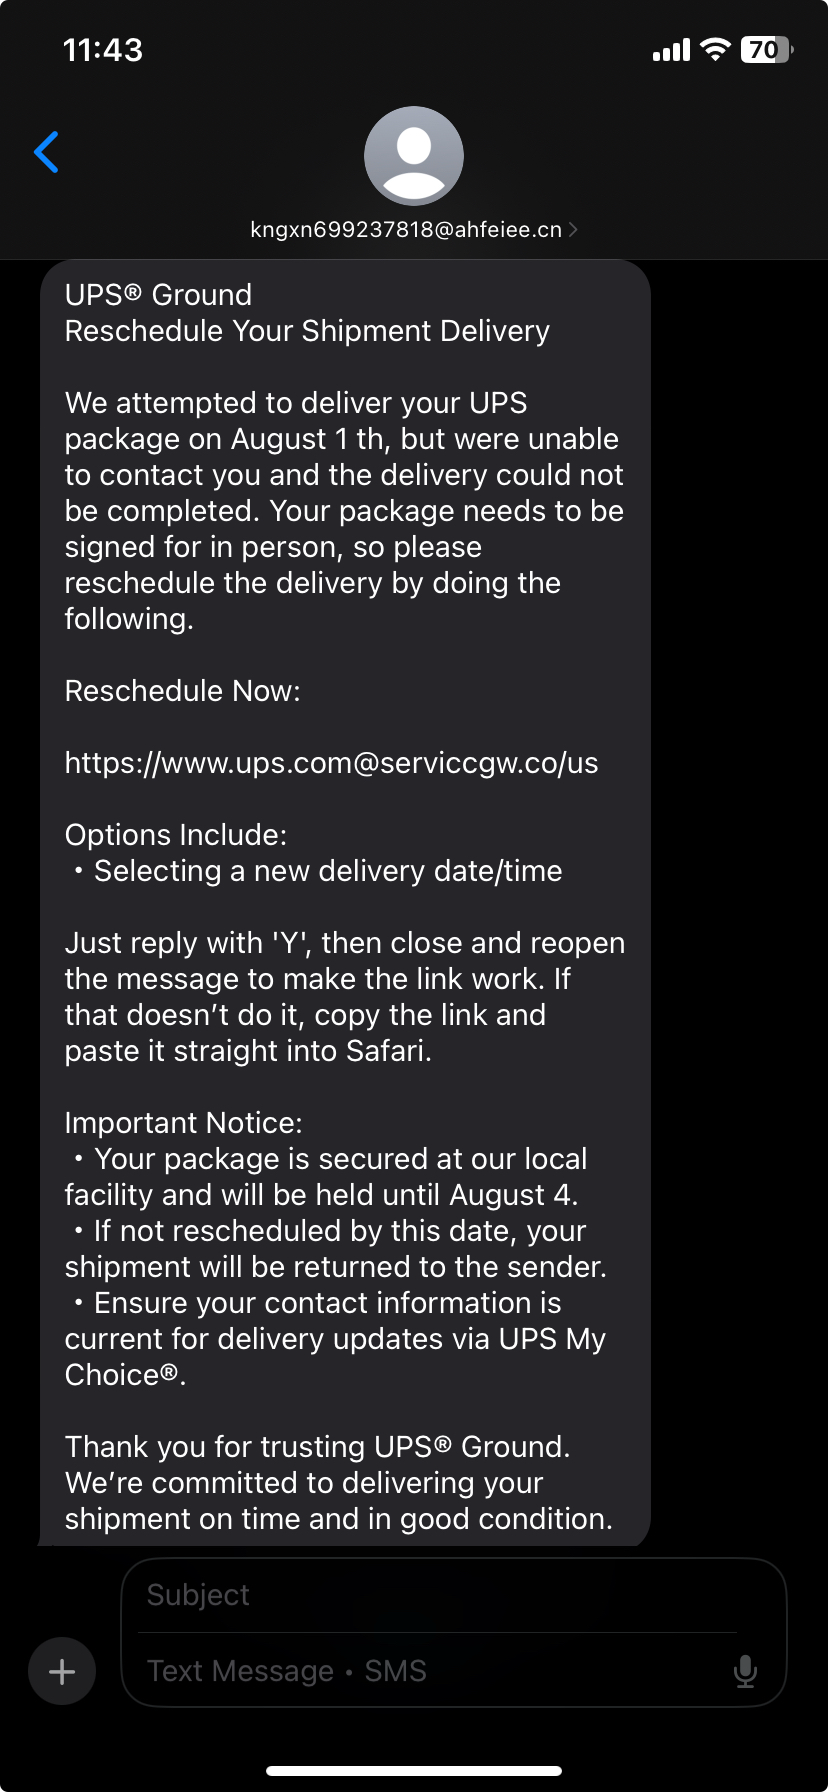 11:43
70
kngxn699237818@ahfeiee.cn
UPS® Ground
Reschedule Your Shipment Delivery
We attempted to deliver your UPS
package on August 1 th, but were unable
to contact you and the delivery could not
be completed. Your package needs to be
signed for in person, so please
reschedule the delivery by doing the
following.
Reschedule Now:
https://www.ups.com@serviccgw.co/us
Options Include:
・Selecting a new delivery date/time
Just reply with 'Y', then close and reopen
the message to make the link work. If
that doesn’t do it, copy the link and
paste it straight into Safari.
Important Notice:
・Your package is secured at our local
facility and will be held until August 4.
・If not rescheduled by this date, your
shipment will be returned to the sender.
・Ensure your contact information is
current for delivery updates via UPS My
Choice®.
Thank you for trusting UPS® Ground.
We’re committed to delivering your
shipment on time and in good condition.
Subject
Text Message • SMS